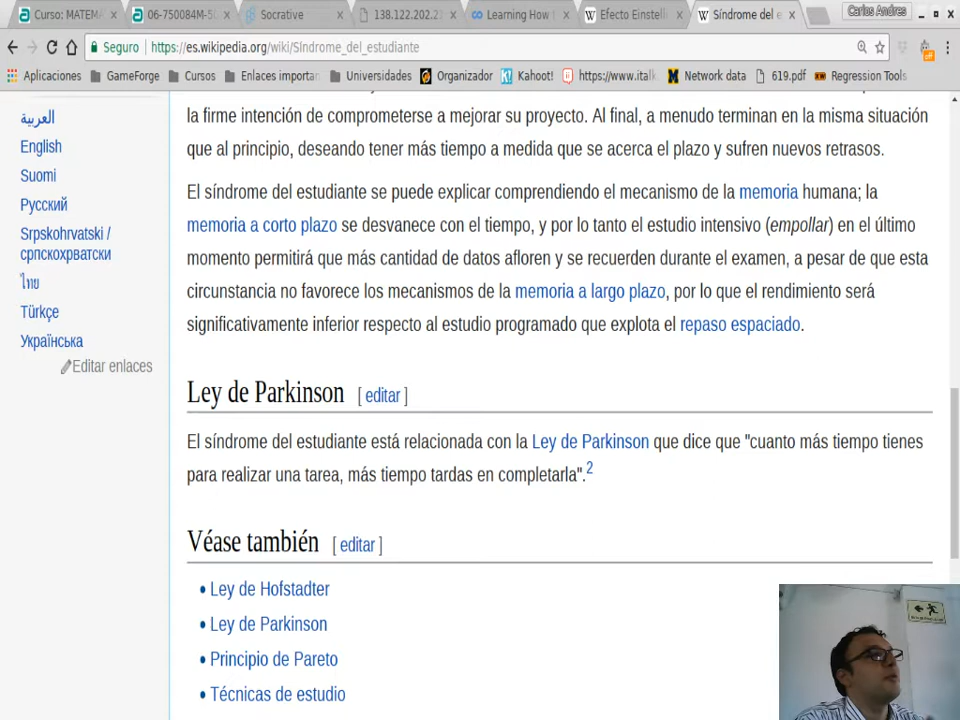 Curso: MATEM
06-750084M-5
Socrative
138.122.202.2
Learning How
Efecto Einstell
Síndrome del e
Carlos Andres
Seguro
https://es.wikipedia.org/wiki/Síndrome_del_estudiante
Aplicaciones
GameForge
Cursos
Enlaces importan
Universidades
Organizador
Kahoot!
https://www.italk
Network data
619.pdf
Regression Tools
العربية
English
Suomi
Русский
Srpskohrvatski /
српскохрватски
ไทย
Türkçe
Українська
Editar enlaces
la firme intención de comprometerse a mejorar su proyecto. Al final, a menudo terminan en la misma situación
que al principio, deseando tener más tiempo a medida que se acerca el plazo y sufren nuevos retrasos.
El síndrome del estudiante se puede explicar comprendiendo el mecanismo de la memoria humana; la
memoria a corto plazo se desvanece con el tiempo, y por lo tanto el estudio intensivo (empollar) en el último
momento permitirá que más cantidad de datos afloren y se recuerden durante el examen, a pesar de que esta
circunstancia no favorece los mecanismos de la memoria a largo plazo, por lo que el rendimiento será
significativamente inferior respecto al estudio programado que explota el repaso espaciado.
Ley de Parkinson [ editar ]
El síndrome del estudiante está relacionada con la Ley de Parkinson que dice que "cuanto más tiempo tienes
para realizar una tarea, más tiempo tardas en completarla".2
Véase también [ editar ]
• Ley de Hofstadter
• Ley de Parkinson
• Principio de Pareto
• Técnicas de estudio